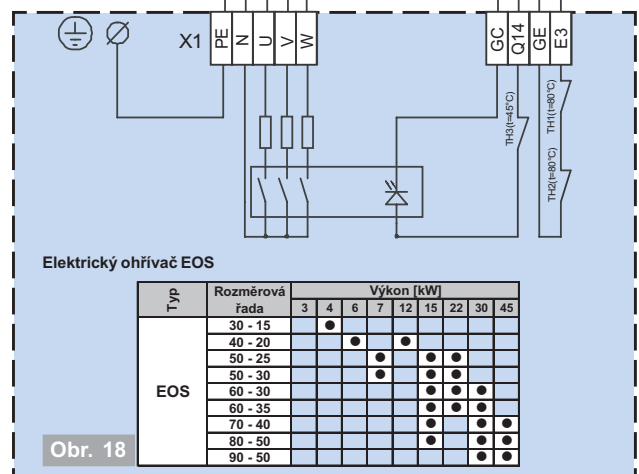 X1 PE N U V W GC Q14 GE E3
TH3(t=45°C)
TH1(t=80°C)
TH2(t=80°C)
Elektrický ohřívač EOS
Typ Rozměrová řada Výkon [kW]
3 4 6 7 12 15 22 30 45
EOS
30 - 15 ●
40 - 20 ● ●
50 - 25 ● ● ●
50 - 30 ● ● ●
60 - 30 ● ● ●
60 - 35 ● ● ●
70 - 40 ● ● ●
80 - 50 ● ● ●
90 - 50 ● ●
Obr. 18